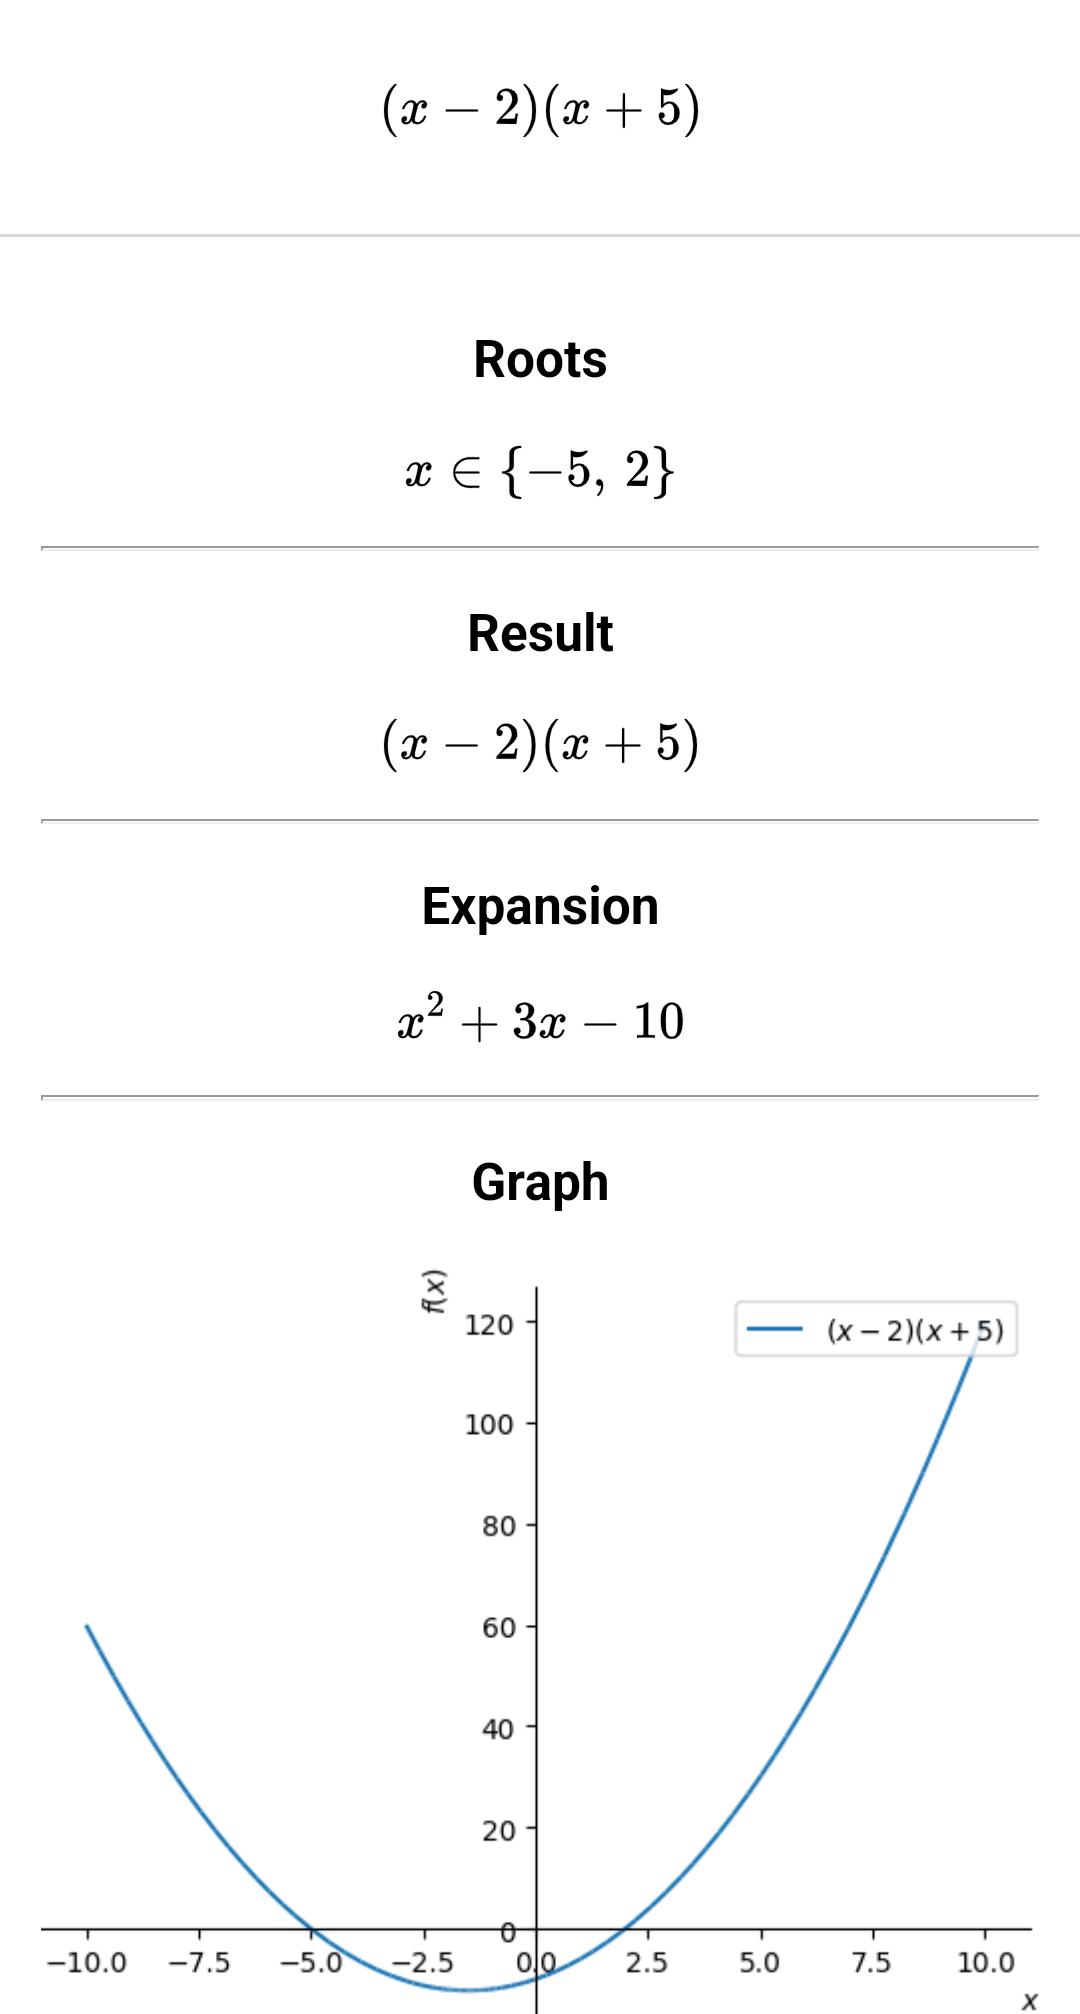 (x − 2)(x + 5)
Roots
x ∈ {−5, 2}
Result
(x − 2)(x + 5)
Expansion
x² + 3x − 10
Graph
f(x)
120
(x − 2)(x + 5)
100
80
60
40
20
0
−10.0 −7.5 −5.0 −2.5 0.0 2.5 5.0 7.5 10.0
x